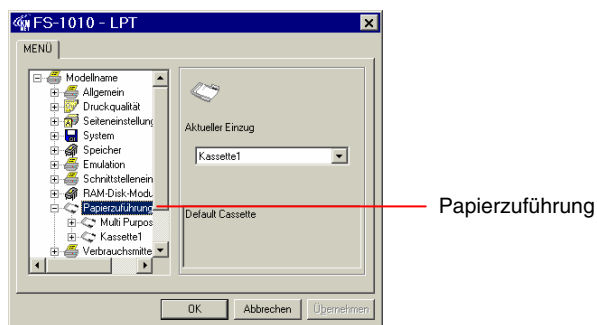 FS-1010 - LPT
MENÜ
Modellname
Allgemein
Druckqualität
Seiteneinstellung
System
Speicher
Emulation
Schnittstellenein
RAM-Disk-Modu
Papierzuführung
Multi Purpos
Kassette1
Verbrauchsmitte
Aktueller Einzug
Kassette1
Default Cassette
OK Abbrechen Übernehmen
Papierzuführung